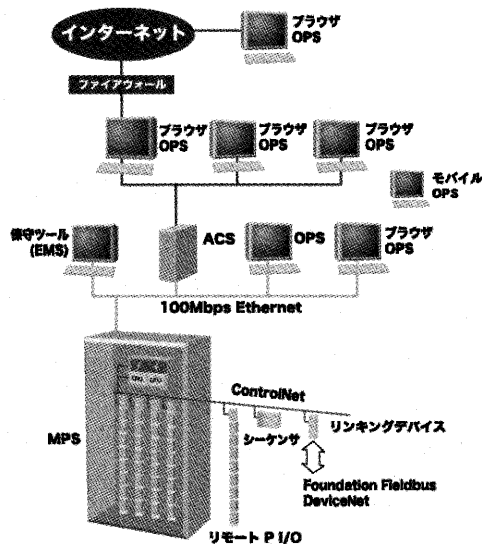 インターネット
ブラウザ
OPS
ファイアウォール
ブラウザ
OPS
ブラウザ
OPS
ブラウザ
OPS
モバイル
OPS
保守ツール
(EMS)
ACS
OPS
ブラウザ
OPS
100Mbps Ethernet
CPU CPU
ControlNet
MPS
シーケンサ
リンキングデバイス
Foundation Fieldbus
DeviceNet
リモート P I/O